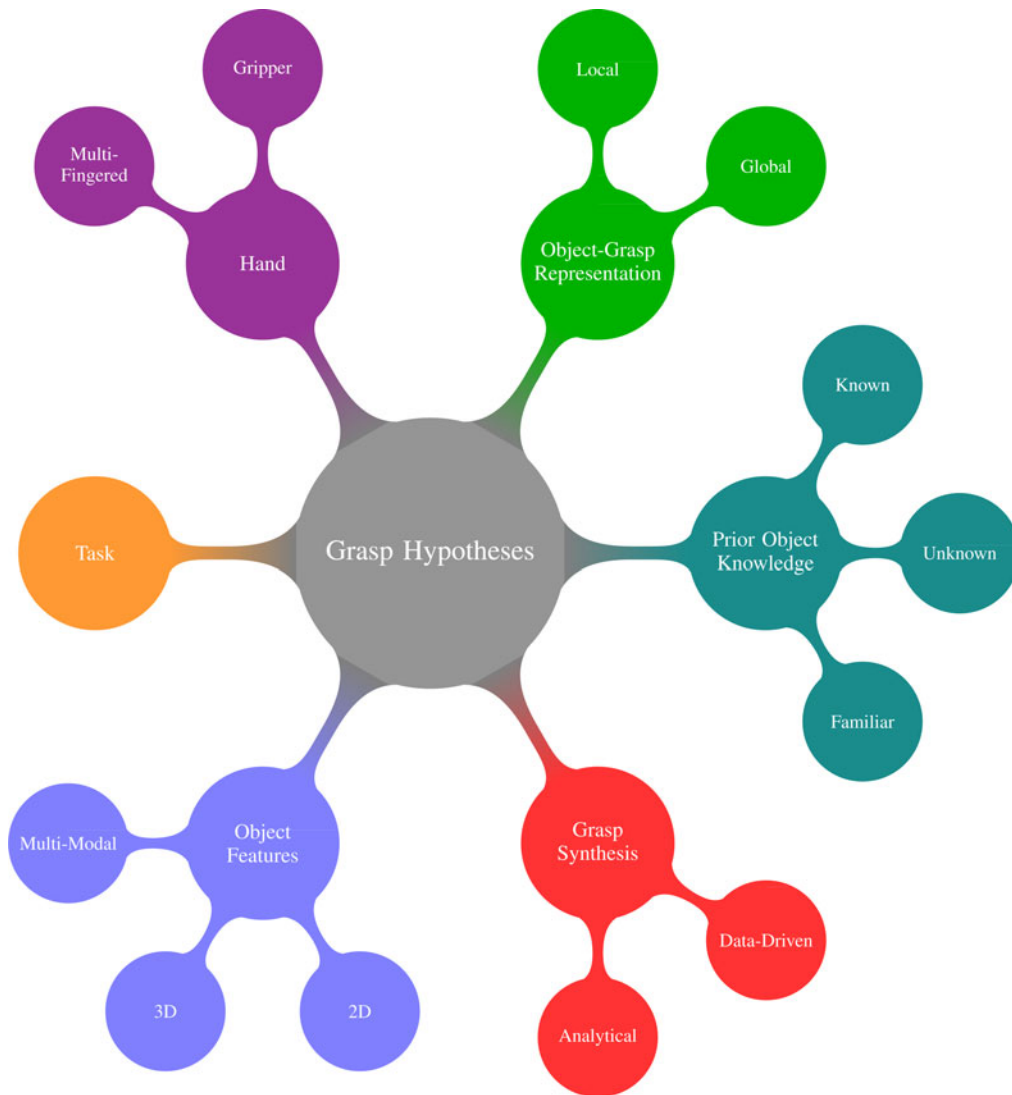 Gripper
Local
Multi-
Fingered
Global
Hand
Object-Grasp
Representation
Known
Task
Grasp Hypotheses
Prior Object
Knowledge
Unknown
Familiar
Multi-Modal
Object
Features
Grasp
Synthesis
Data-Driven
3D
2D
Analytical